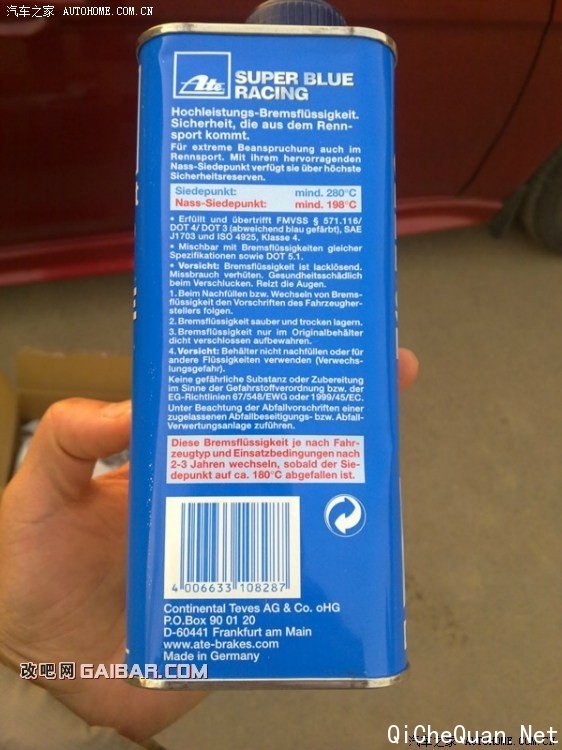 汽车之家 AUTOHOME.COM.CN
Ate
SUPER BLUE
RACING
Hochleistungs-Bremsflüssigkeit.
Sicherheit, die aus dem Renn-
sport kommt.
Für extreme Beanspruchung auch im
Rennsport. Mit ihrem hervorragenden
Nass-Siedepunkt verfügt sie über höchste
Sicherheitsreserven.
Siedepunkt: mind. 280°C
Nass-Siedepunkt: mind. 198°C
• Erfüllt und übertrifft FMVSS § 571.116/
DOT 4/ DOT 3 (abweichend blau gefärbt), SAE
J1703 und ISO 4925, Klasse 4.
• Mischbar mit Bremsflüssigkeiten gleicher
Spezifikationen sowie DOT 5.1.
• Vorsicht: Bremsflüssigkeit ist lacklösend.
Missbrauch verhüten. Gesundheitsschädlich
beim Verschlucken. Reizt die Augen.
1. Beim Nachfüllen bzw. Wechseln von Brems-
flüssigkeit den Vorschriften des Fahrzeugher-
stellers folgen.
2. Bremsflüssigkeit sauber und trocken lagern.
3. Bremsflüssigkeit nur im Originalbehälter
dicht verschlossen aufbewahren.
4. Vorsicht: Behälter nicht nachfüllen oder für
andere Flüssigkeiten verwenden (Verwechs-
lungsgefahr).
Keine gefährliche Substanz oder Zubereitung
im Sinne der Gefahrstoffverordnung bzw. der
EG-Richtlinien 67/548/EWG oder 1999/45/EC.
Unter Beachtung der Abfallvorschriften einer
zugelassenen Abfallbeseitigungs- bzw. Abfall-
Verwertungsanlage zuführen.
Diese Bremsflüssigkeit je nach Fahr-
zeugtyp und Einsatzbedingungen nach
2-3 Jahren wechseln, sobald der Sie-
depunkt auf ca. 180°C abgefallen ist.
4 006633 108287
Continental Teves AG & Co. oHG
P.O.Box 90 01 20
D-60441 Frankfurt am Main
www.ate-brakes.com
Made in Germany
改吧网 GAIBAR.COM
QiCheQuan.Net
汽车之家 AUTOHOME.COM.CN